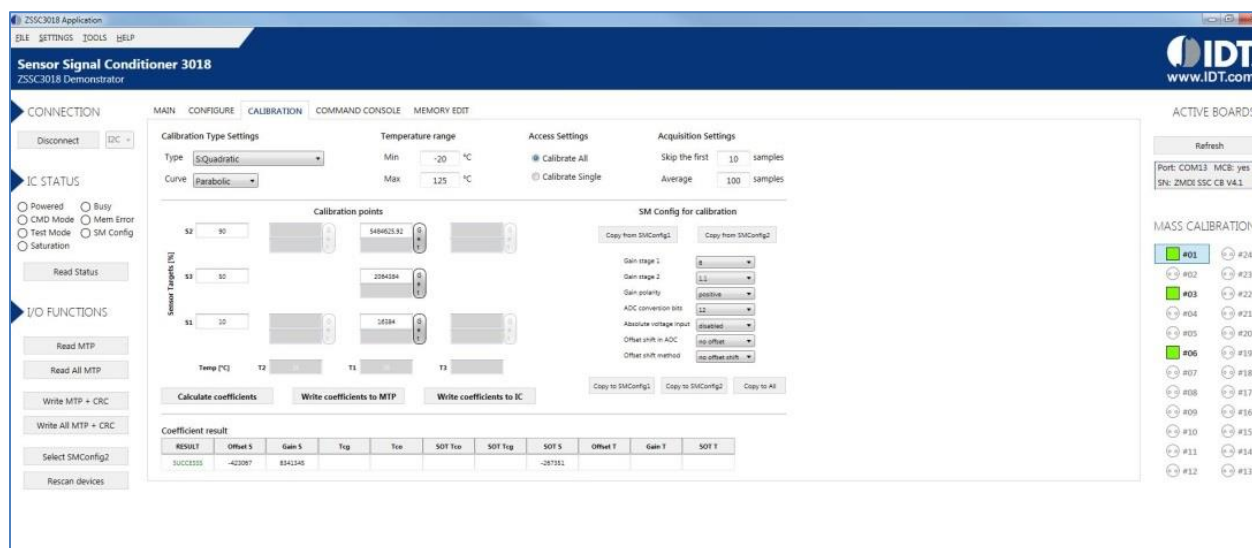 ZSSC3018 Application
FILE SETTINGS TOOLS HELP
Sensor Signal Conditioner 3018
ZSSC3018 Demonstrator
IDT.
www.IDT.com
CONNECTION
Disconnect I2C
IC STATUS
Powered Busy
CMD Mode Mem Error
Test Mode SM Config
Saturation
Read Status
I/O FUNCTIONS
Read MTP
Read All MTP
Write MTP + CRC
Write All MTP + CRC
Select SMConfig2
Rescan devices
MAIN CONFIGURE CALIBRATION COMMAND CONSOLE MEMORY EDIT
Calibration Type Settings Temperature range Access Settings Acquisition Settings
Type S:Quadratic Min -20 °C Calibrate All Skip the first 10 samples
Curve Parabolic Max 125 °C Calibrate Single Average 100 samples
Calibration points
Sensor Targets [%]
S2 90 5484625.92 Get
S3 50 2064384 Get
S1 10 16384 Get
Temp [°C] T2 T1 T3
Calculate coefficients Write coefficients to MTP Write coefficients to IC
SM Config for calibration
Copy from SMConfig1 Copy from SMConfig2
Gain stage 1 8
Gain stage 2 1.1
Gain polarity positive
ADC conversion bits 12
Absolute voltage input disabled
Offset shift in ADC no offset
Offset shift method no offset shift
Copy to SMConfig1 Copy to SMConfig2 Copy to All
Coefficient result
RESULT Offset S Gain S Tcg Tco SOT Tco SOT Tcg SOT S Offset T Gain T SOT T
SUCCESS -423067 8341545 -267351
ACTIVE BOARDS
Refresh
Port: COM13 MCB: yes
SN: ZMDI SSC CB V4.1
MASS CALIBRATION
#01 #24
#02 #23
#03 #22
#04 #21
#05 #20
#06 #19
#07 #18
#08 #17
#09 #16
#10 #15
#11 #14
#12 #13